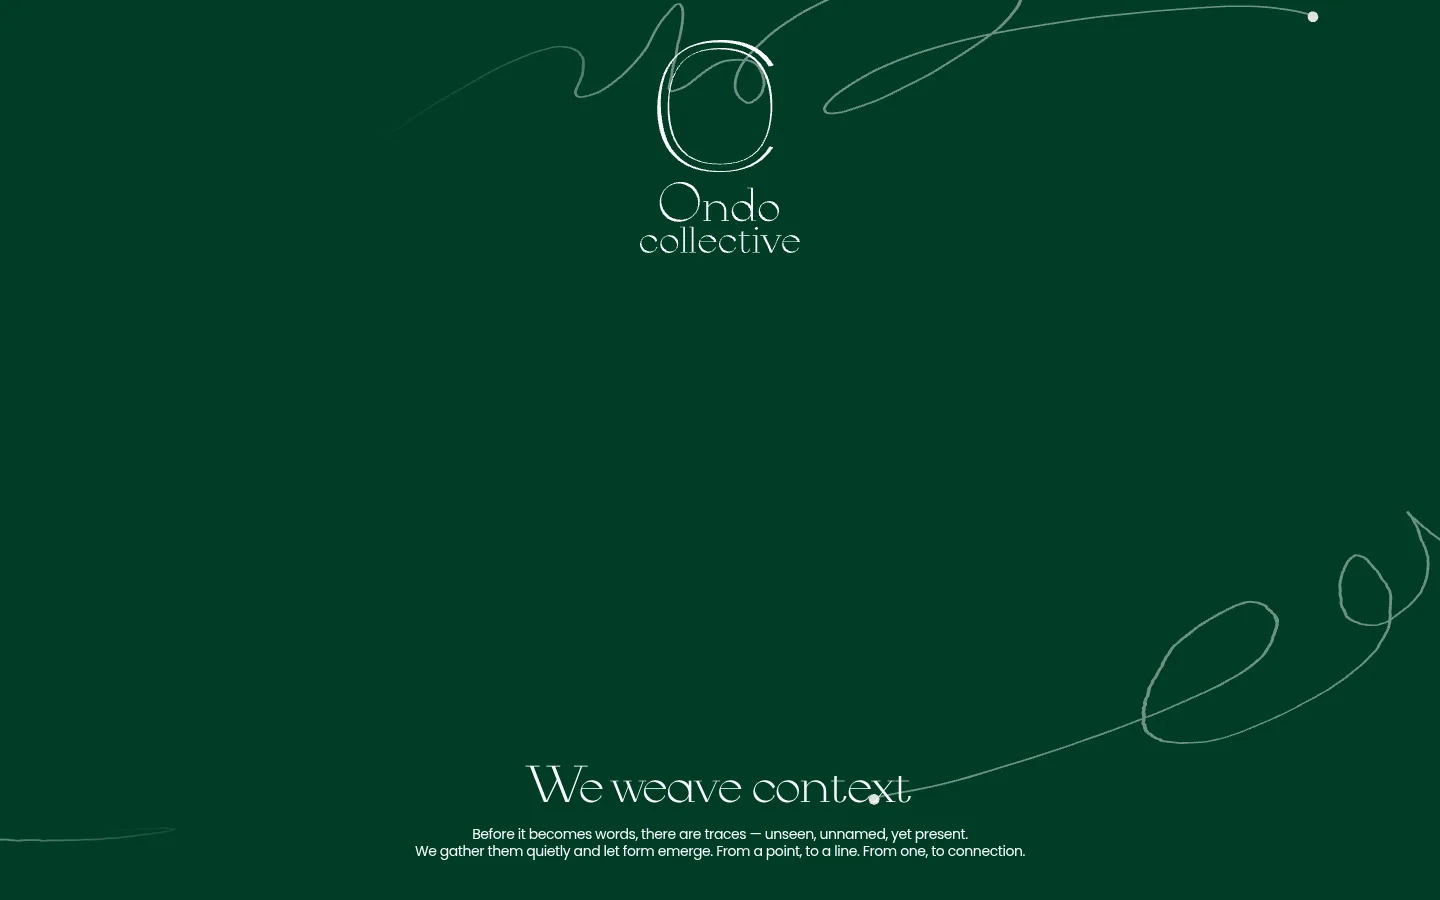 Ondo
collective
We weave context
Before it becomes words, there are traces — unseen, unnamed, yet present.
We gather them quietly and let form emerge. From a point, to a line. From one, to connection.